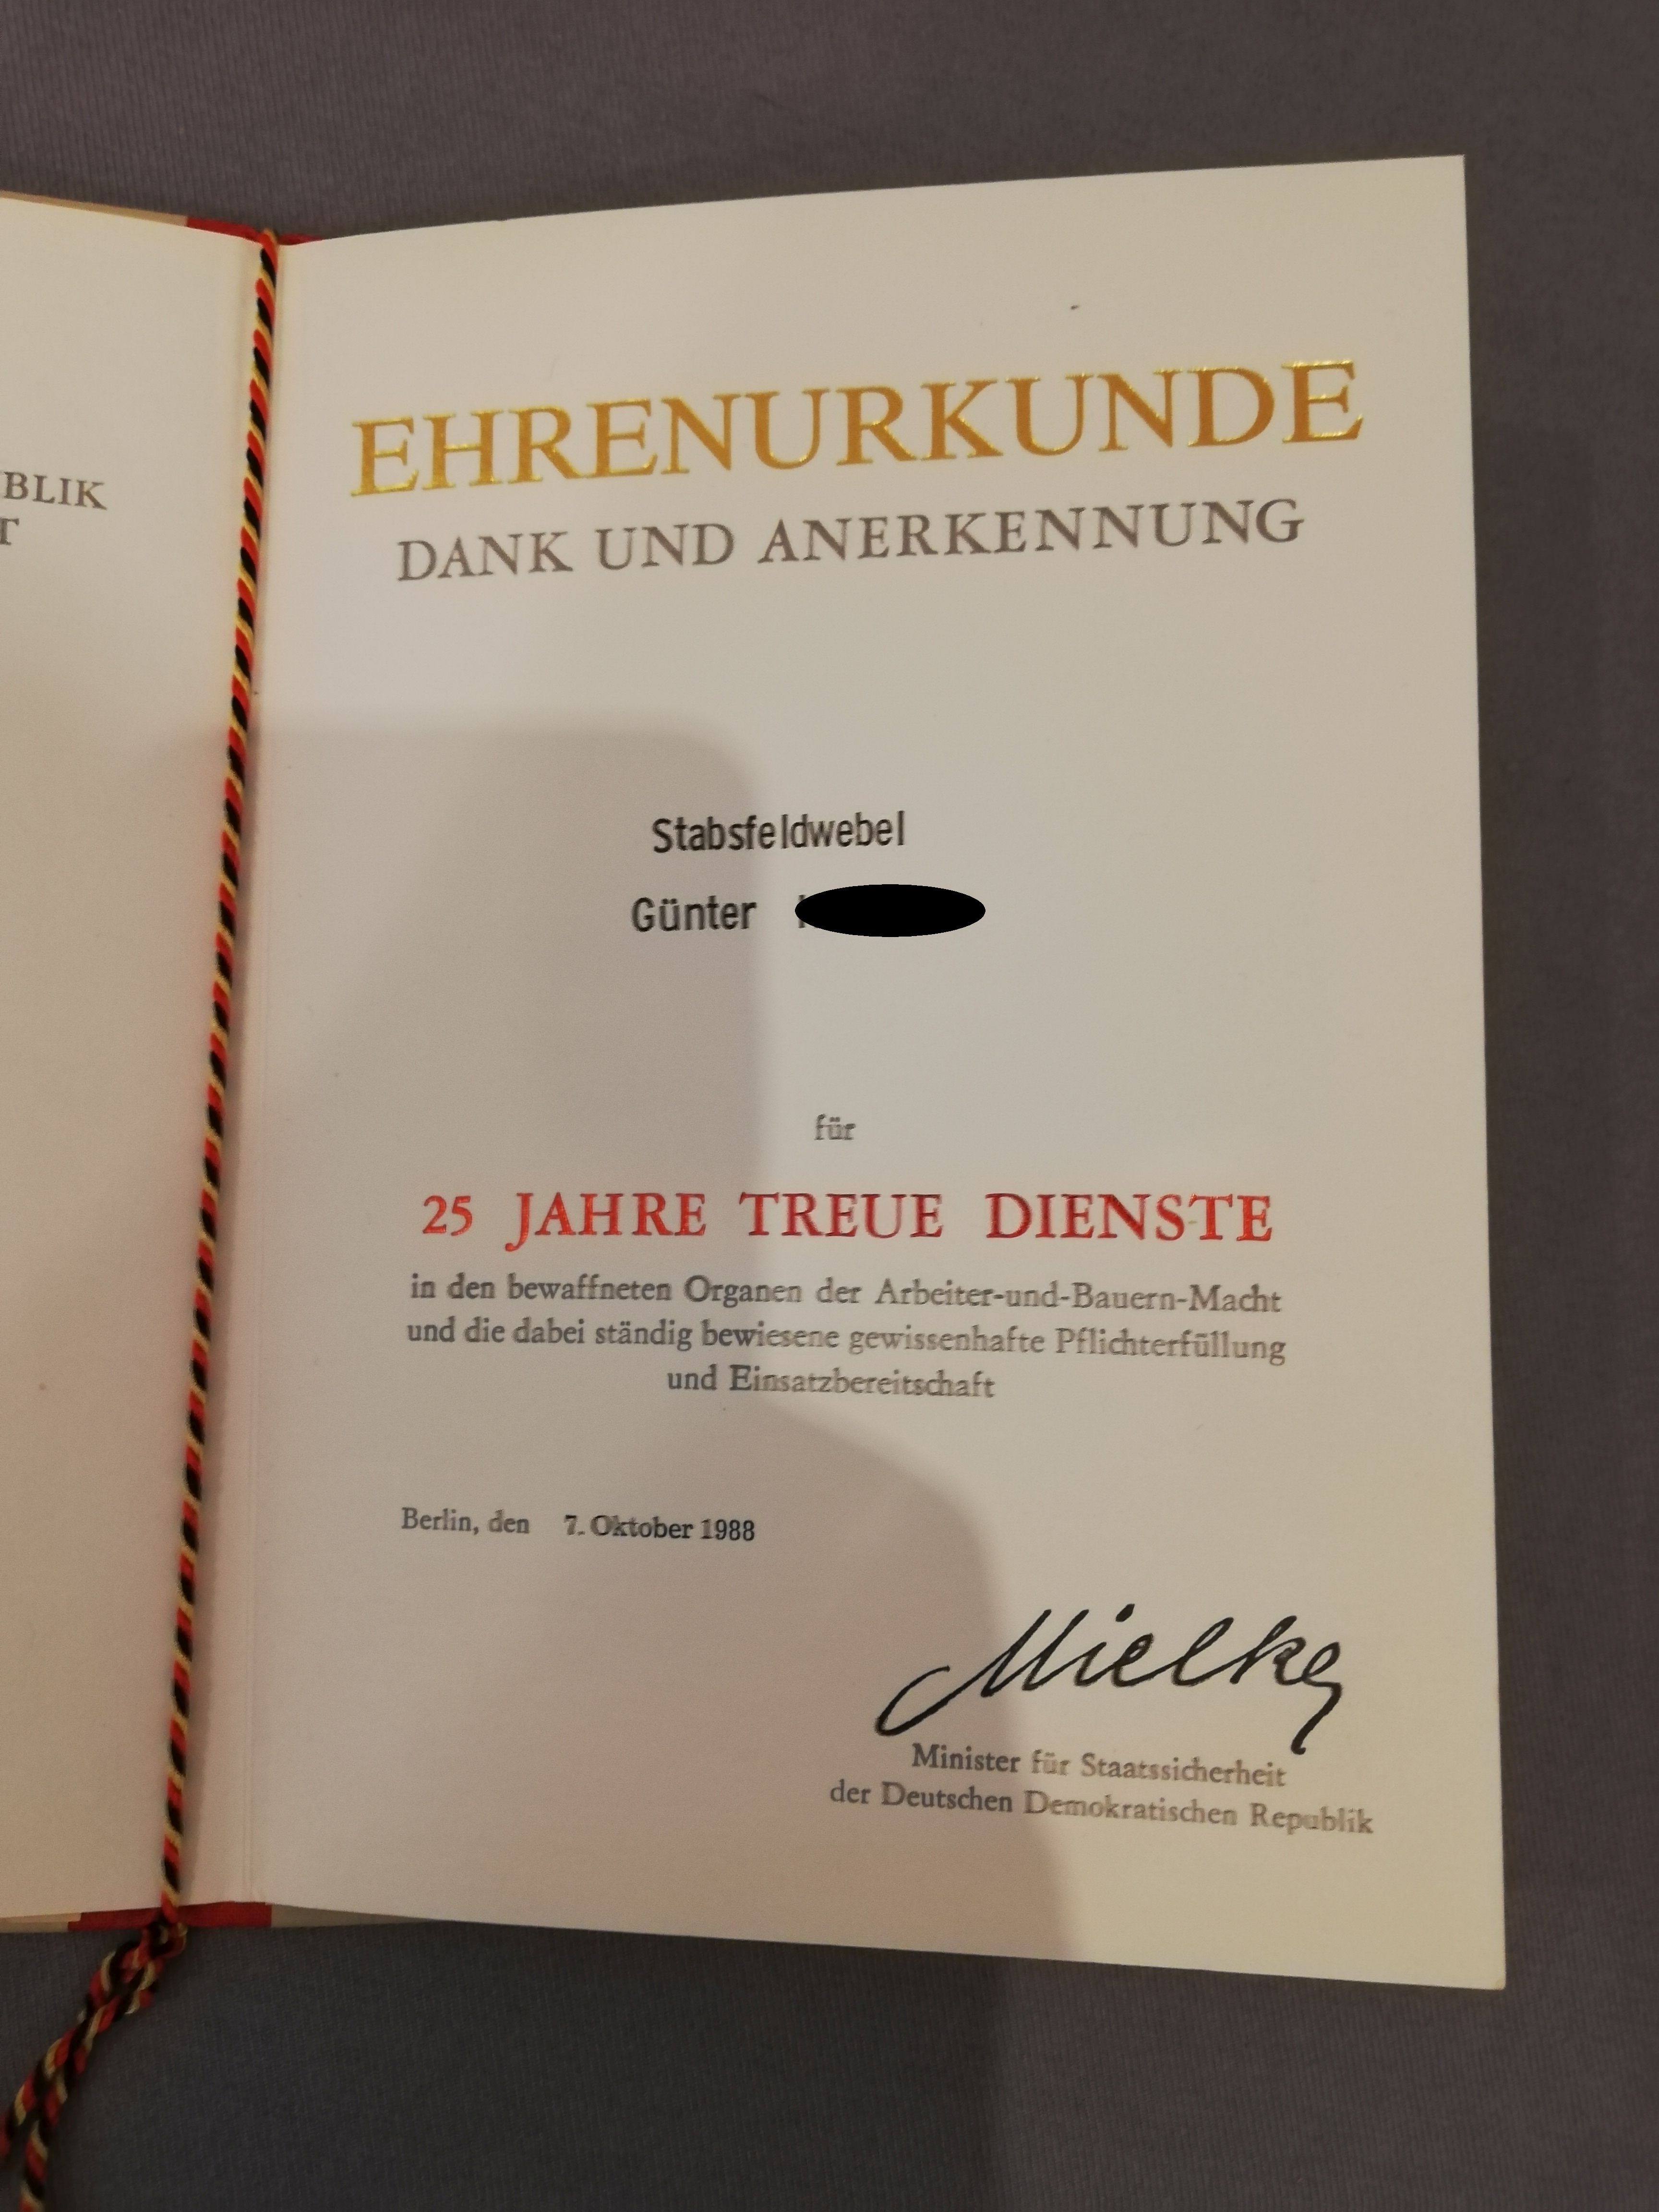 BLIK
T
EHRENURKUNDE
DANK UND ANERKENNUNG
Stabsfeldwebel
Günter
für
25 JAHRE TREUE DIENSTE
in den bewaffneten Organen der Arbeiter-und-Bauern-Macht
und die dabei ständig bewiesene gewissenhafte Pflichterfüllung
und Einsatzbereitschaft
Berlin, den 7. Oktober 1988
Mielke
Minister für Staatssicherheit
der Deutschen Demokratischen Republik